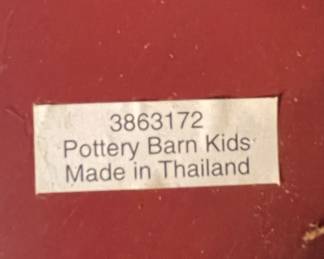 3863172
Pottery Barn Kids
Made in Thailand